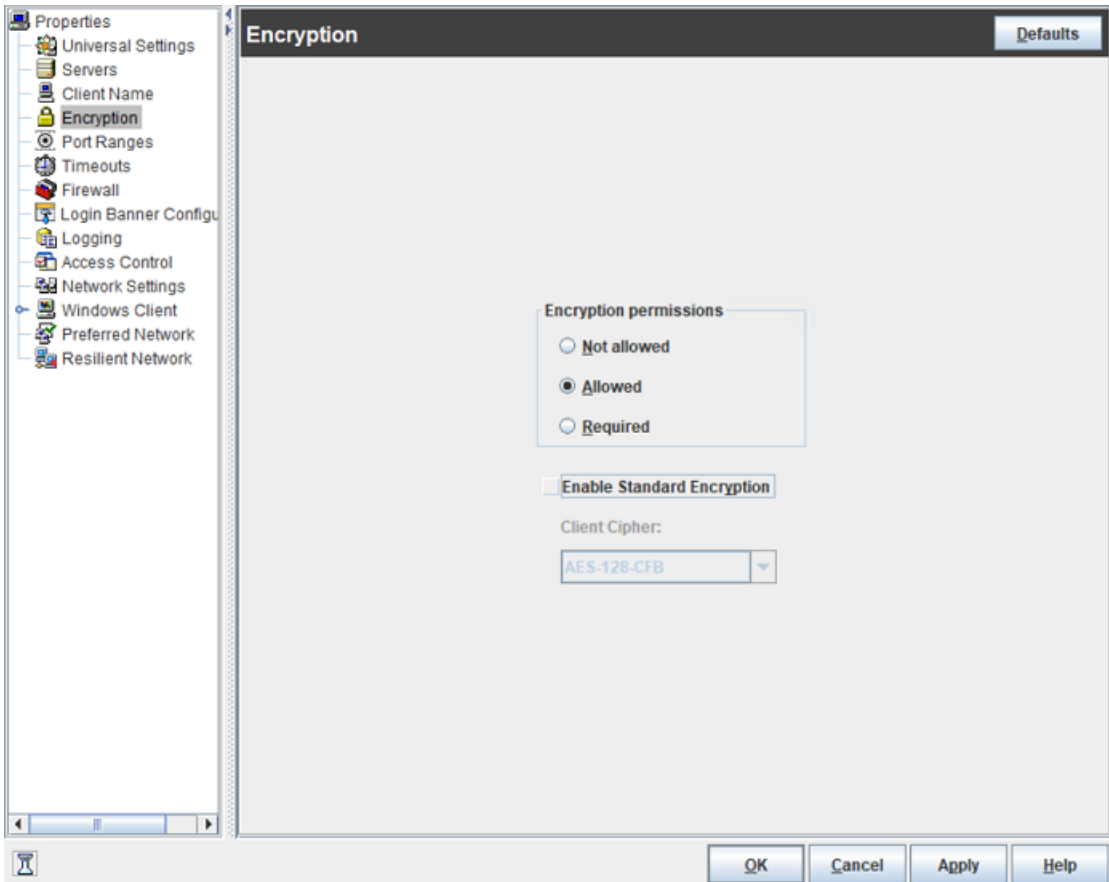 Properties
Universal Settings
Servers
Client Name
Encryption
Port Ranges
Timeouts
Firewall
Login Banner Configu
Logging
Access Control
Network Settings
Windows Client
Preferred Network
Resilient Network
Encryption
Defaults
Encryption permissions
Not allowed
Allowed
Required
Enable Standard Encryption
Client Cipher:
AES-128-CFB
OK
Cancel
Apply
Help